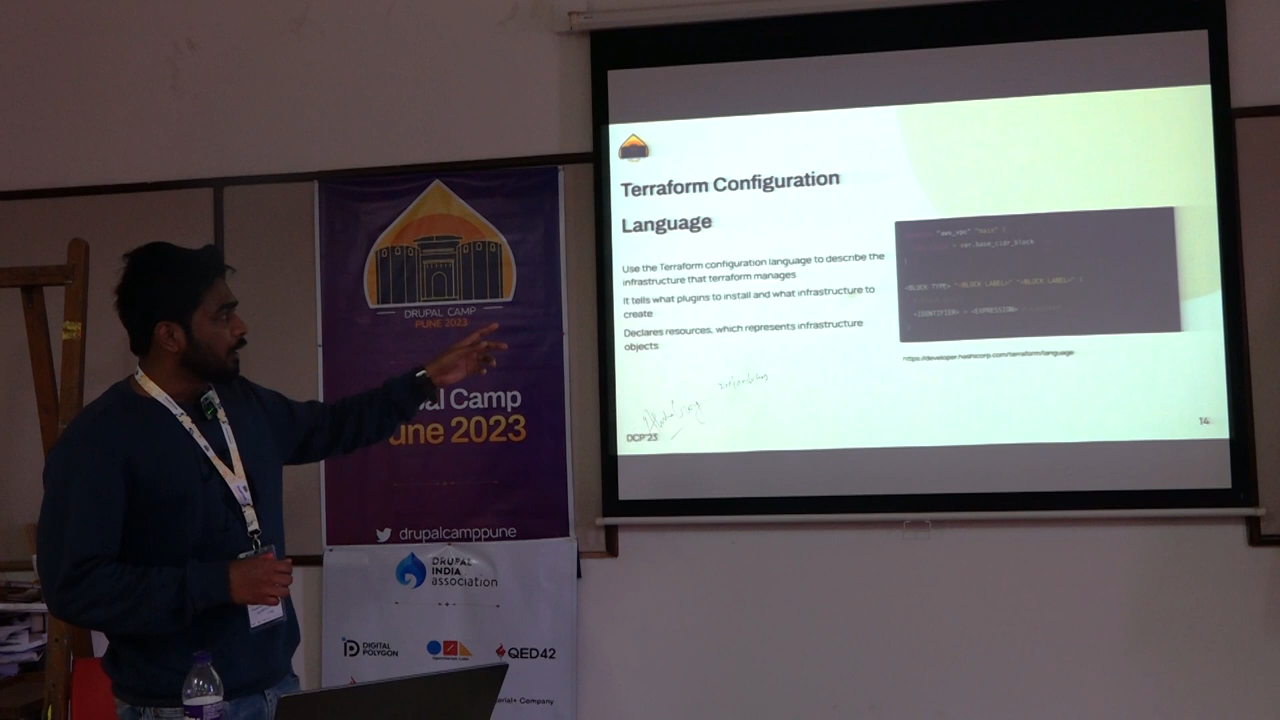 DRUPAL CAMP
PUNE 2023
al Camp
une 2023
drupalcamppune
DRUPAL
INDIA
association
DIGITAL
POLYGON
QED42
erial+ Company
Terraform Configuration
Language
Use the Terraform configuration language to describe the
infrastructure that terraform manages
It tells what plugins to install and what infrastructure to
create
Declares resources, which represents infrastructure
objects
"aws_vpc" "main" {
= var.base_cidr_block
}
<BLOCK TYPE> "<BLOCK LABEL>" "<BLOCK LABEL>" {
<IDENTIFIER> = <EXPRESSION>
}
https://developer.hashicorp.com/terraform/language
DCP'23
14